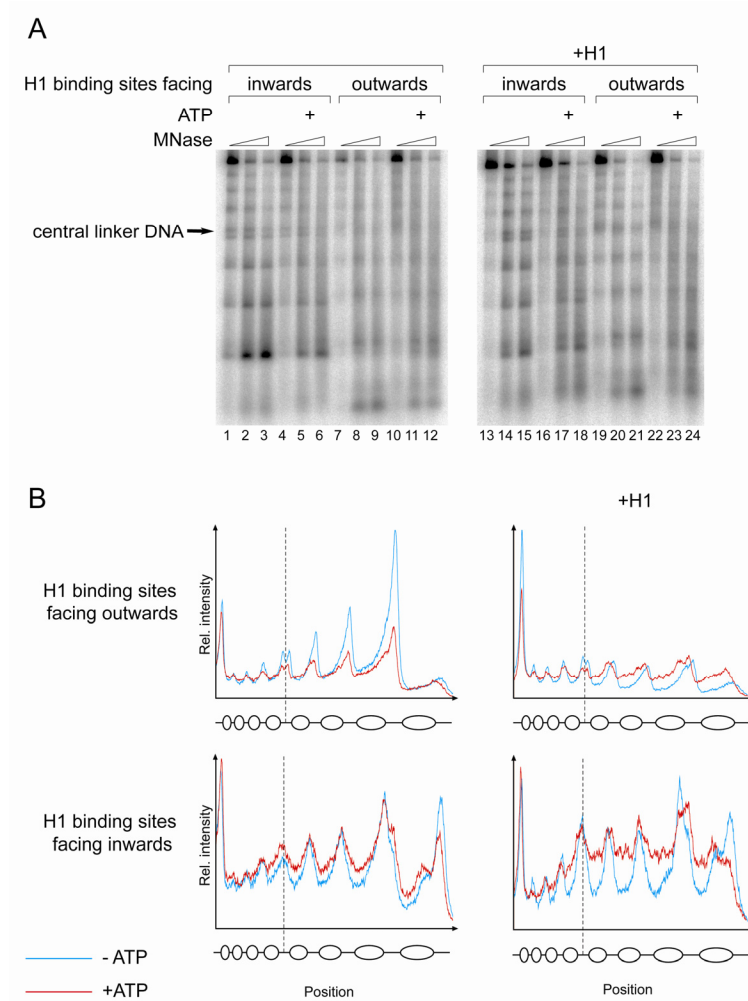 A
+H1
H1 binding sites facing inwards outwards inwards outwards
ATP + + + +
MNase
central linker DNA
1 2 3 4 5 6 7 8 9 10 11 12 13 14 15 16 17 18 19 20 21 22 23 24
B
+H1
H1 binding sites
facing outwards
Rel. intensity
H1 binding sites
facing inwards
Rel. intensity
- ATP
+ATP
Position Position